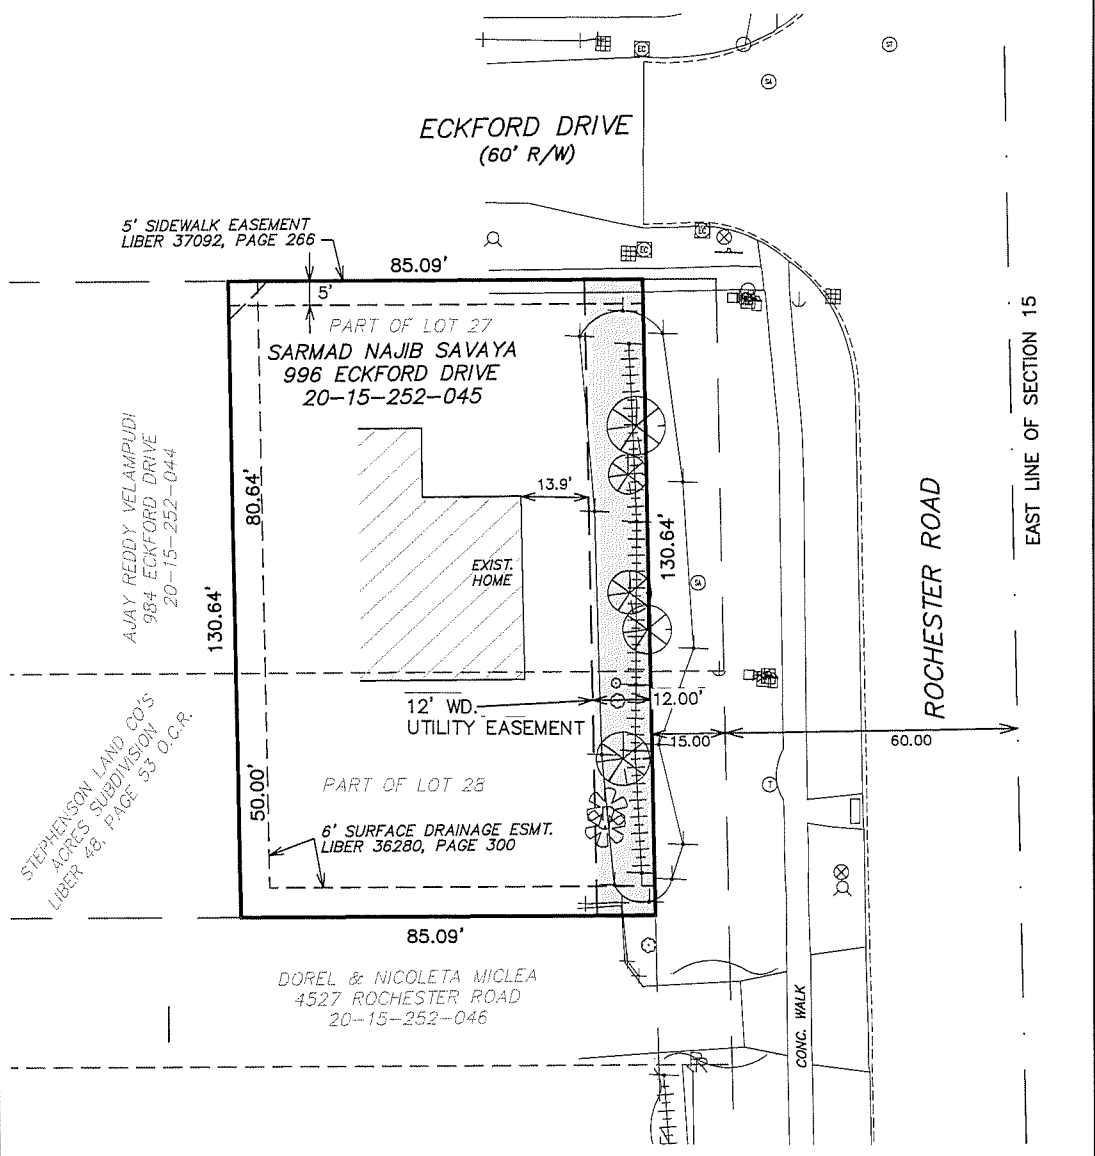 ECKFORD DRIVE
(60' R/W)
5' SIDEWALK EASEMENT
LIBER 37092, PAGE 266
85.09'
5'
PART OF LOT 27
SARMAD NAJIB SAVAYA
996 ECKFORD DRIVE
20-15-252-045
AJAY REDDY VELAMPUDI
984 ECKFORD DRIVE
20-15-252-044
80.64'
130.64'
13.9'
EXIST.
HOME
130.64'
EAST LINE OF SECTION 15
ROCHESTER ROAD
12' WD.
UTILITY EASEMENT
12.00'
15.00
60.00
STEPHENSON LAND CO'S
ACRES SUBDIVISION
LIBER 48, PAGE 53 O.C.R.
50.00'
PART OF LOT 28
6' SURFACE DRAINAGE ESMT.
LIBER 36280, PAGE 300
85.09'
DOREL & NICOLETA MICLEA
4527 ROCHESTER ROAD
20-15-252-046
CONC. WALK